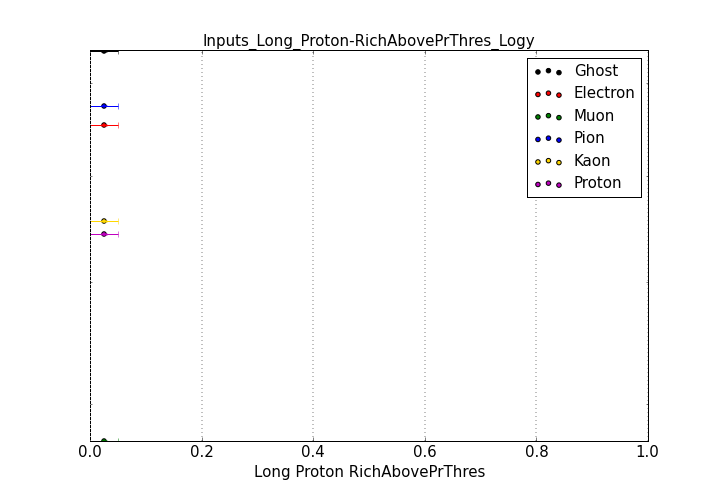 Inputs_Long_Proton-RichAbovePrThres_Logy
Ghost
Electron
Muon
Pion
Kaon
Proton
0.0 0.2 0.4 0.6 0.8 1.0
Long Proton RichAbovePrThres